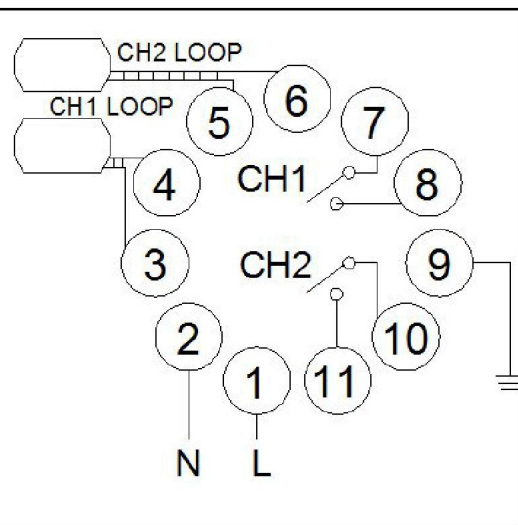 CH2 LOOP
CH1 LOOP
5 6 7
4 CH1 8
3 CH2 9
2 10
1 11
N L